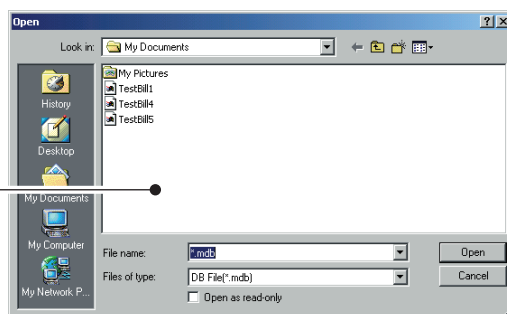 Open
Look in: My Documents
History
Desktop
My Documents
My Computer
My Network P...
My Pictures
TestBill1
TestBill4
TestBill5
File name: *.mdb Open
Files of type: DB File(*.mdb) Cancel
Open as read-only